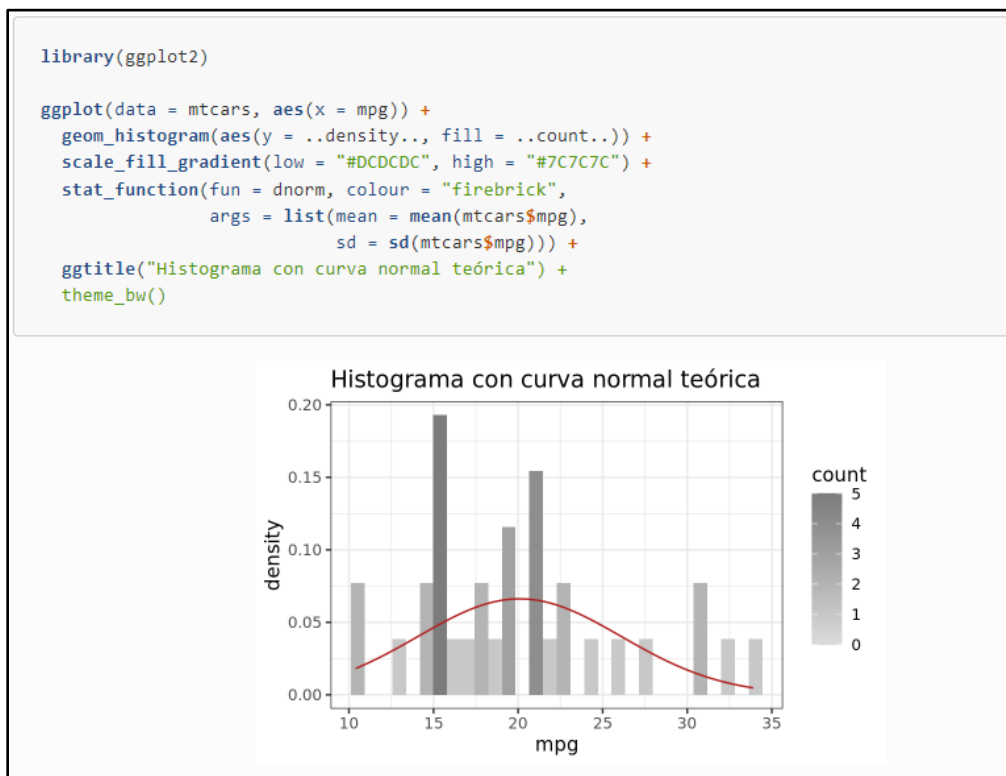 library(ggplot2)
ggplot(data = mtcars, aes(x = mpg)) +
  geom_histogram(aes(y = ..density.., fill = ..count..)) +
  scale_fill_gradient(low = "#DCDCDC", high = "#7C7C7C") +
  stat_function(fun = dnorm, colour = "firebrick",
                args = list(mean = mean(mtcars$mpg),
                            sd = sd(mtcars$mpg))) +
  ggtitle("Histograma con curva normal teórica") +
  theme_bw()
Histograma con curva normal teórica
0.20
0.15
0.10
0.05
0.00
density
10 15 20 25 30 35
mpg
count
5
4
3
2
1
0